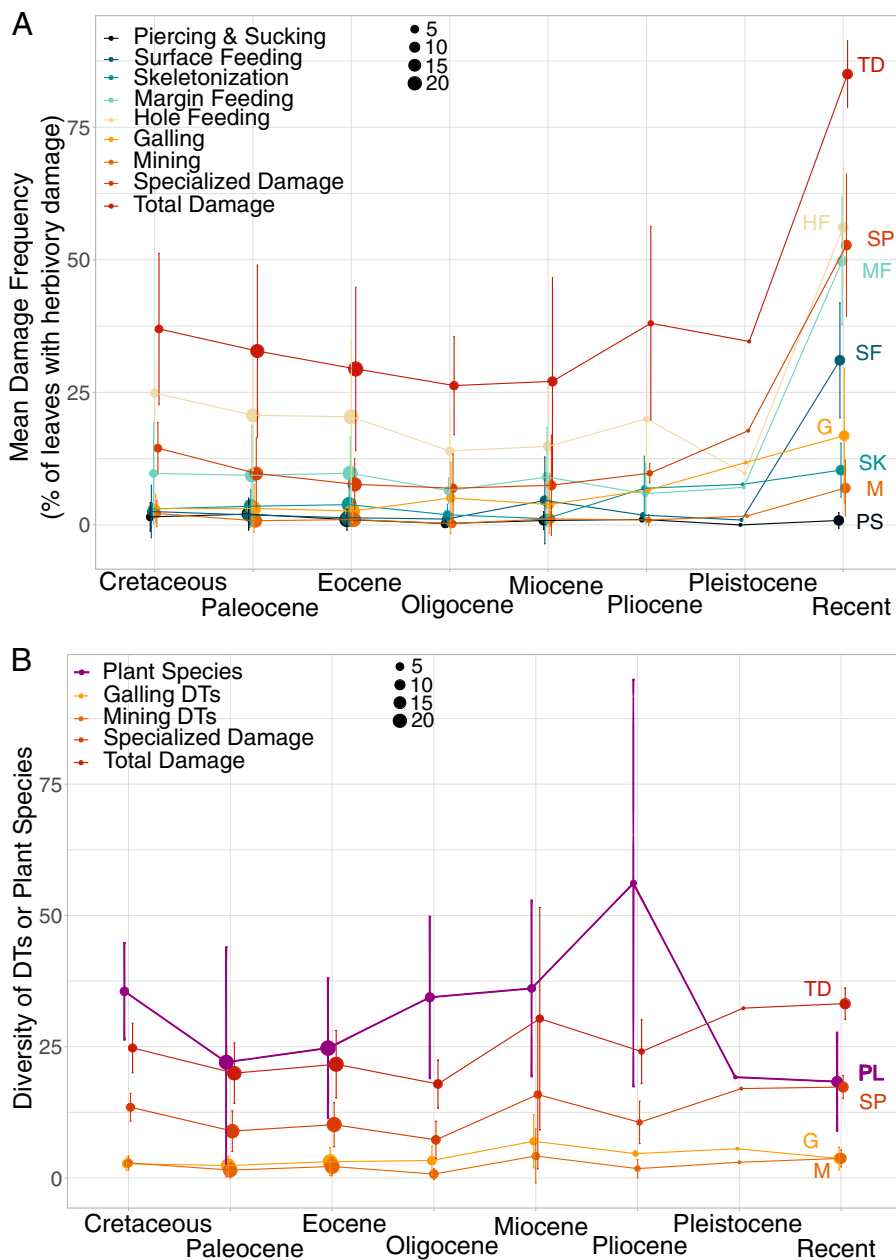 A
Piercing & Sucking
Surface Feeding
Skeletonization
Margin Feeding
Hole Feeding
Galling
Mining
Specialized Damage
Total Damage
5
10
15
20
Mean Damage Frequency
(% of leaves with herbivory damage)
75
50
25
0
TD
HF
SP
MF
SF
G
SK
M
PS
Cretaceous
Paleocene
Eocene
Oligocene
Miocene
Pliocene
Pleistocene
Recent
B
Plant Species
Galling DTs
Mining DTs
Specialized Damage
Total Damage
5
10
15
20
Diversity of DTs or Plant Species
75
50
25
0
TD
PL
SP
G
M
Cretaceous
Paleocene
Eocene
Oligocene
Miocene
Pliocene
Pleistocene
Recent